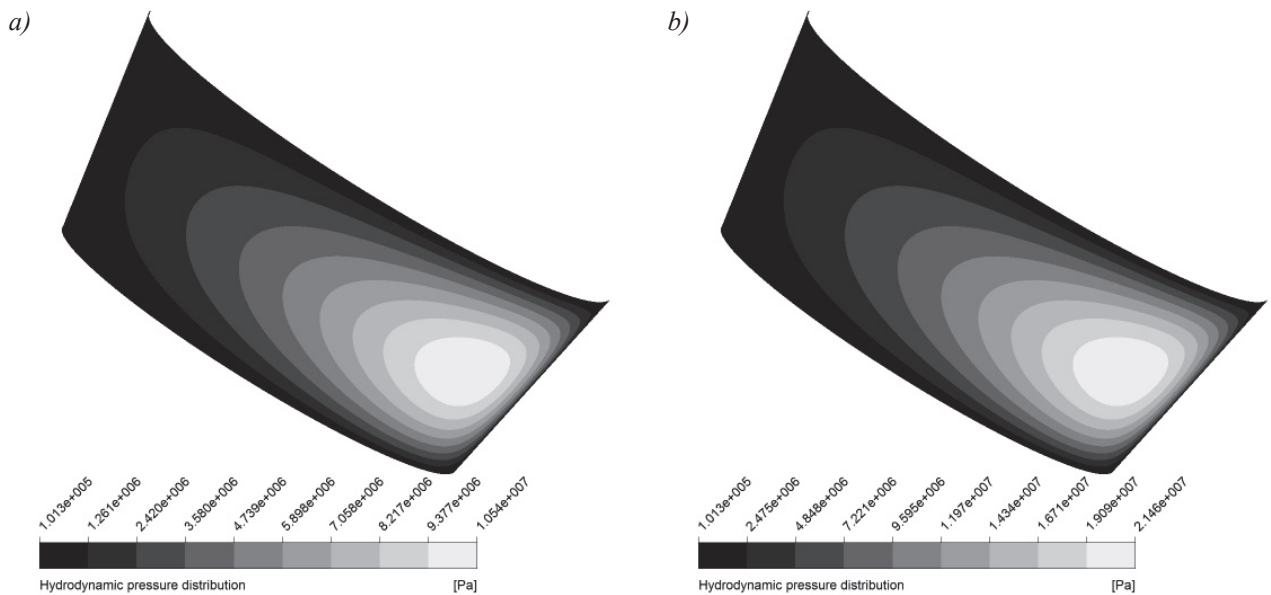 a)
b)
1.013e+005
1.261e+006
2.420e+006
3.580e+006
4.739e+006
5.898e+006
7.058e+006
8.217e+006
9.377e+006
1.054e+007
Hydrodynamic pressure distribution [Pa]
1.013e+005
2.475e+006
4.848e+006
7.221e+006
9.595e+006
1.197e+007
1.434e+007
1.671e+007
1.909e+007
2.146e+007
Hydrodynamic pressure distribution [Pa]